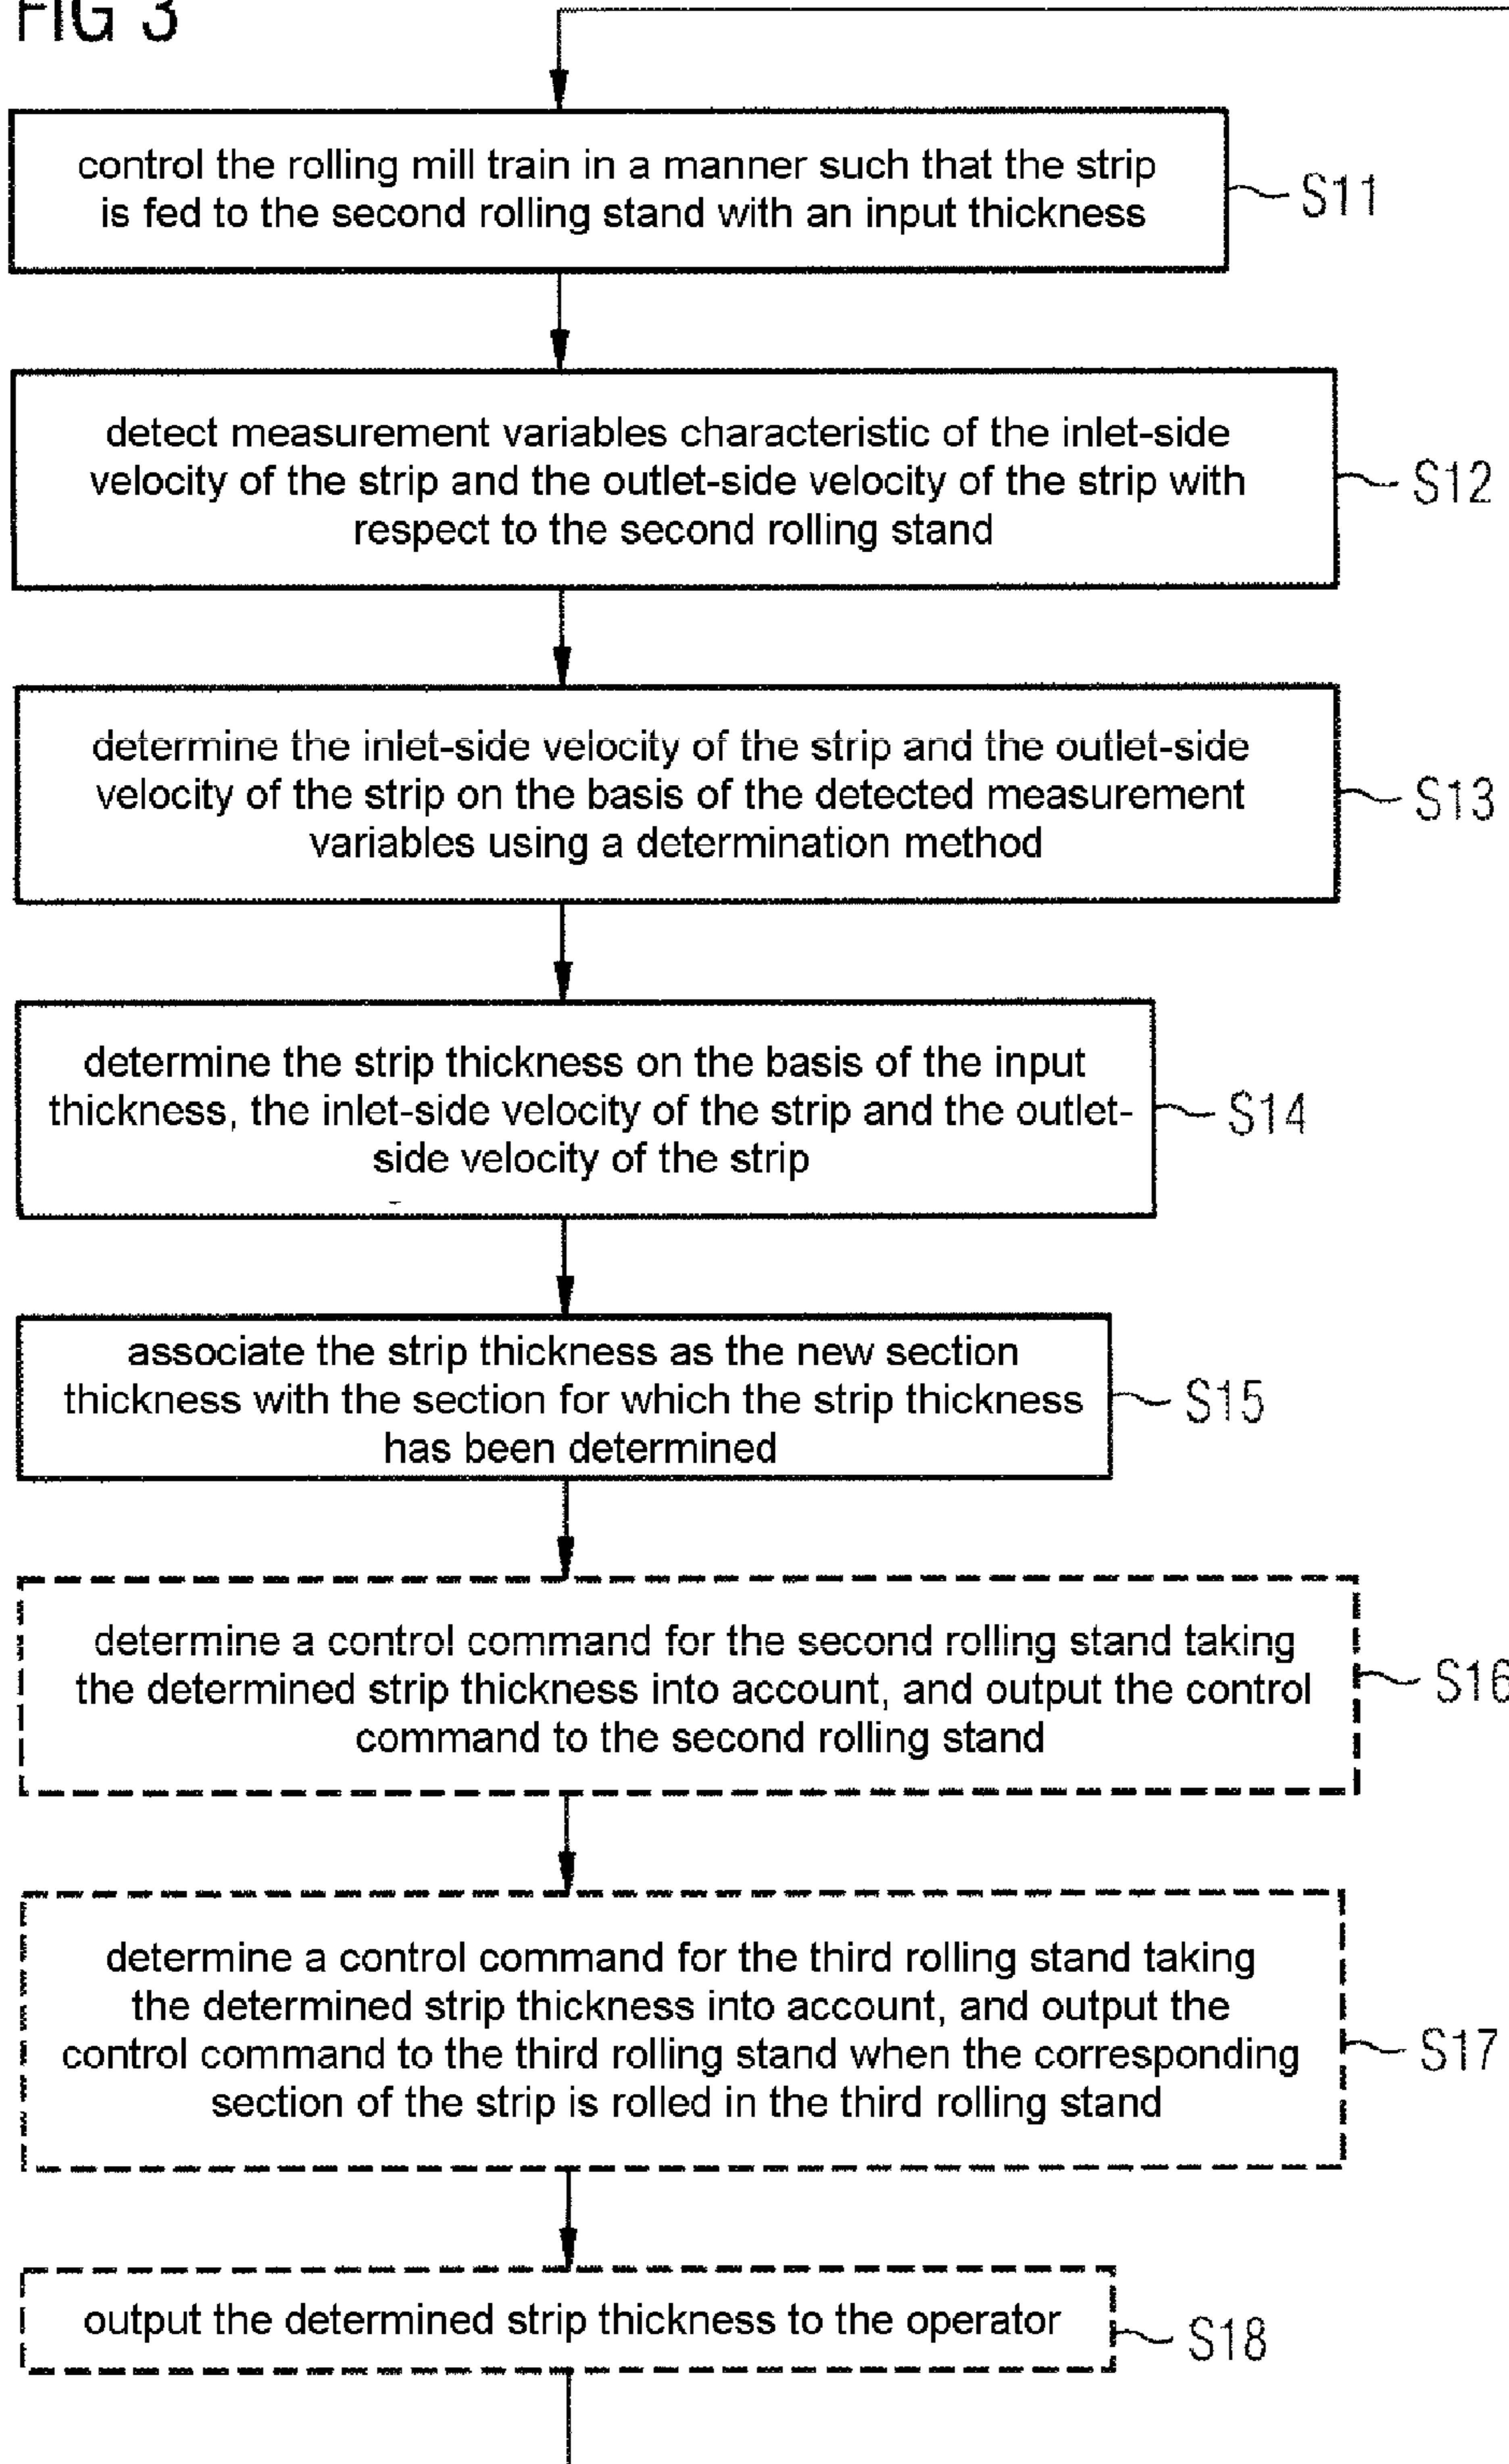 FIG 3
control the rolling mill train in a manner such that the strip
is fed to the second rolling stand with an input thickness
S11
detect measurement variables characteristic of the inlet-side
velocity of the strip and the outlet-side velocity of the strip with
respect to the second rolling stand
S12
determine the inlet-side velocity of the strip and the outlet-side
velocity of the strip on the basis of the detected measurement
variables using a determination method
S13
determine the strip thickness on the basis of the input
thickness, the inlet-side velocity of the strip and the outlet-
side velocity of the strip
S14
associate the strip thickness as the new section
thickness with the section for which the strip thickness
has been determined
S15
determine a control command for the second rolling stand taking
the determined strip thickness into account, and output the control
command to the second rolling stand
S16
determine a control command for the third rolling stand taking
the determined strip thickness into account, and output the
control command to the third rolling stand when the corresponding
section of the strip is rolled in the third rolling stand
S17
output the determined strip thickness to the operator
S18